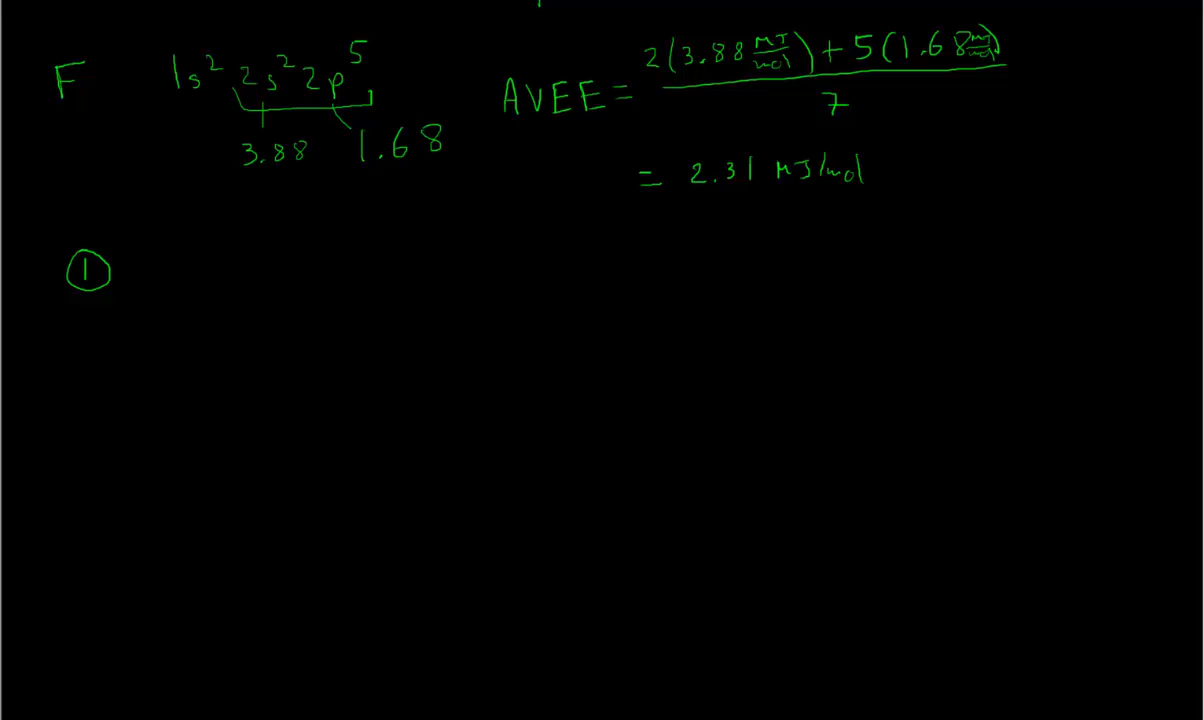 F 1s² 2s² 2p⁵
3.88 1.68
AVEE = (2(3.88 MJ/mol) + 5(1.68 MJ/mol)) / 7
= 2.31 MJ/mol
①